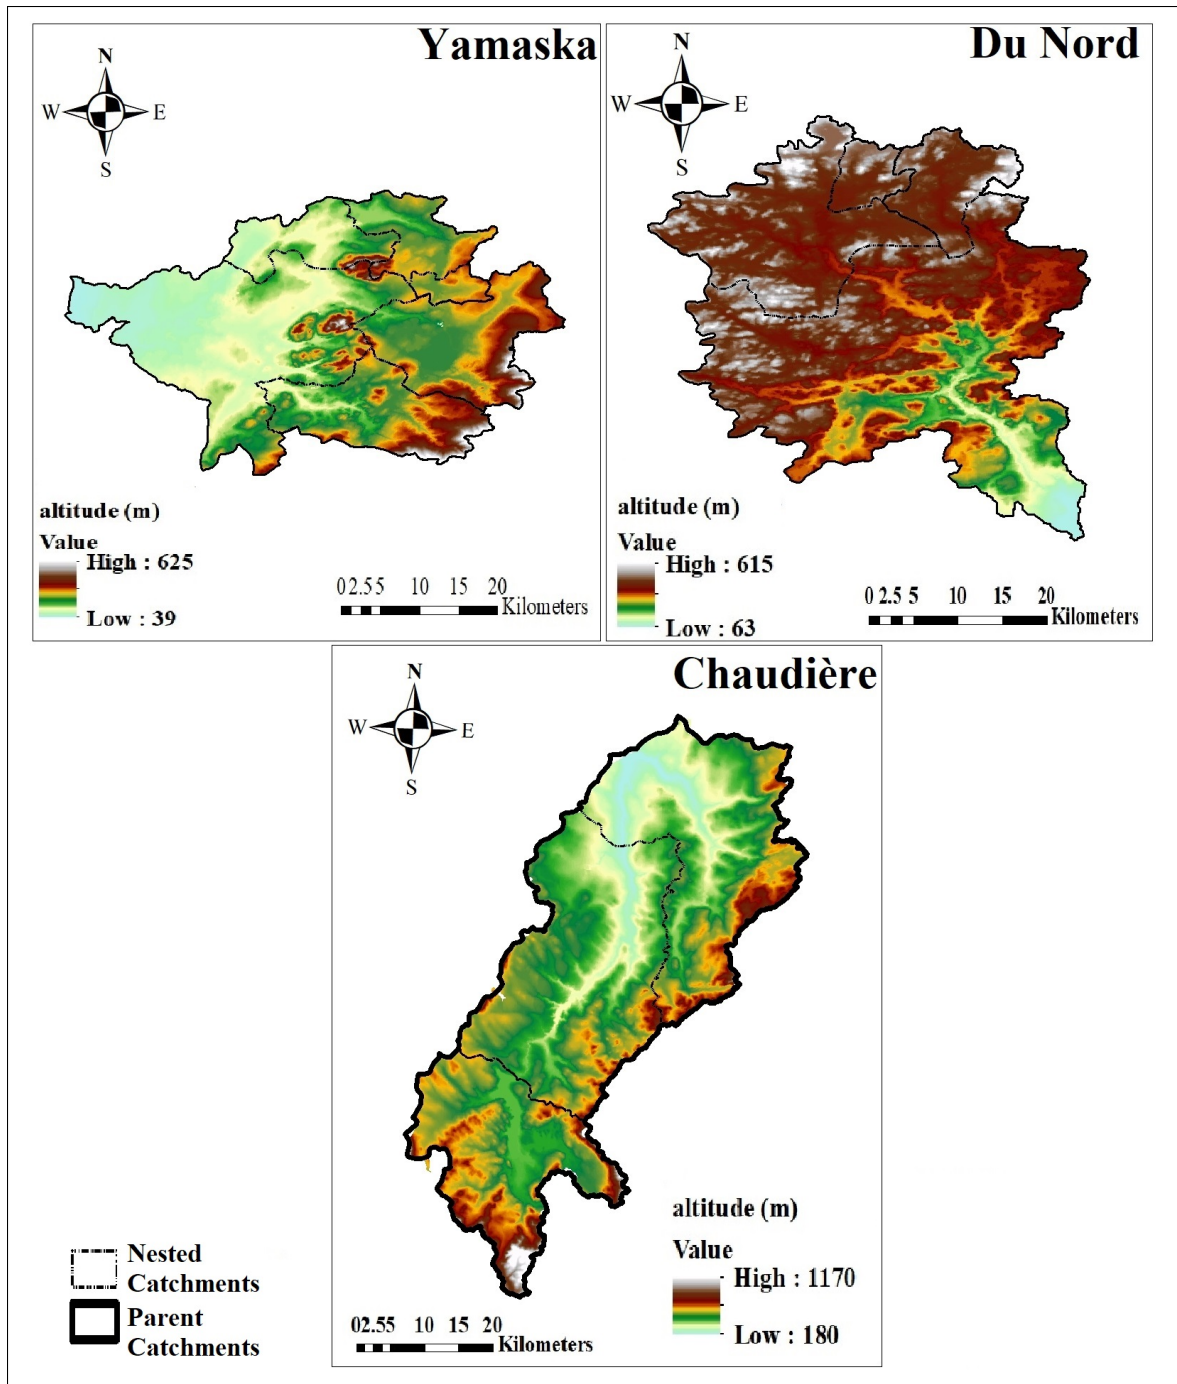 Yamaska
N
W E
S
altitude (m)
Value
High : 625
Low : 39
0 2.5 5 10 15 20
Kilometers
Du Nord
N
W E
S
altitude (m)
Value
High : 615
Low : 63
0 2.5 5 10 15 20
Kilometers
Chaudière
N
W E
S
altitude (m)
Value
High : 1170
Low : 180
0 2.5 5 10 15 20
Kilometers
Nested
Catchments
Parent
Catchments